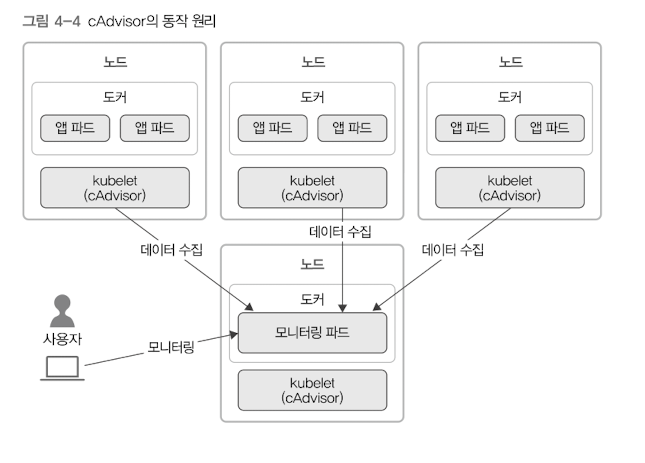 그림 4-4 cAdvisor의 동작 원리
노드
노드
노드
도커
도커
도커
앱 파드
앱 파드
앱 파드
앱 파드
앱 파드
앱 파드
kubelet
(cAdvisor)
kubelet
(cAdvisor)
kubelet
(cAdvisor)
데이터 수집
데이터 수집
데이터 수집
노드
도커
모니터링 파드
사용자
모니터링
kubelet
(cAdvisor)